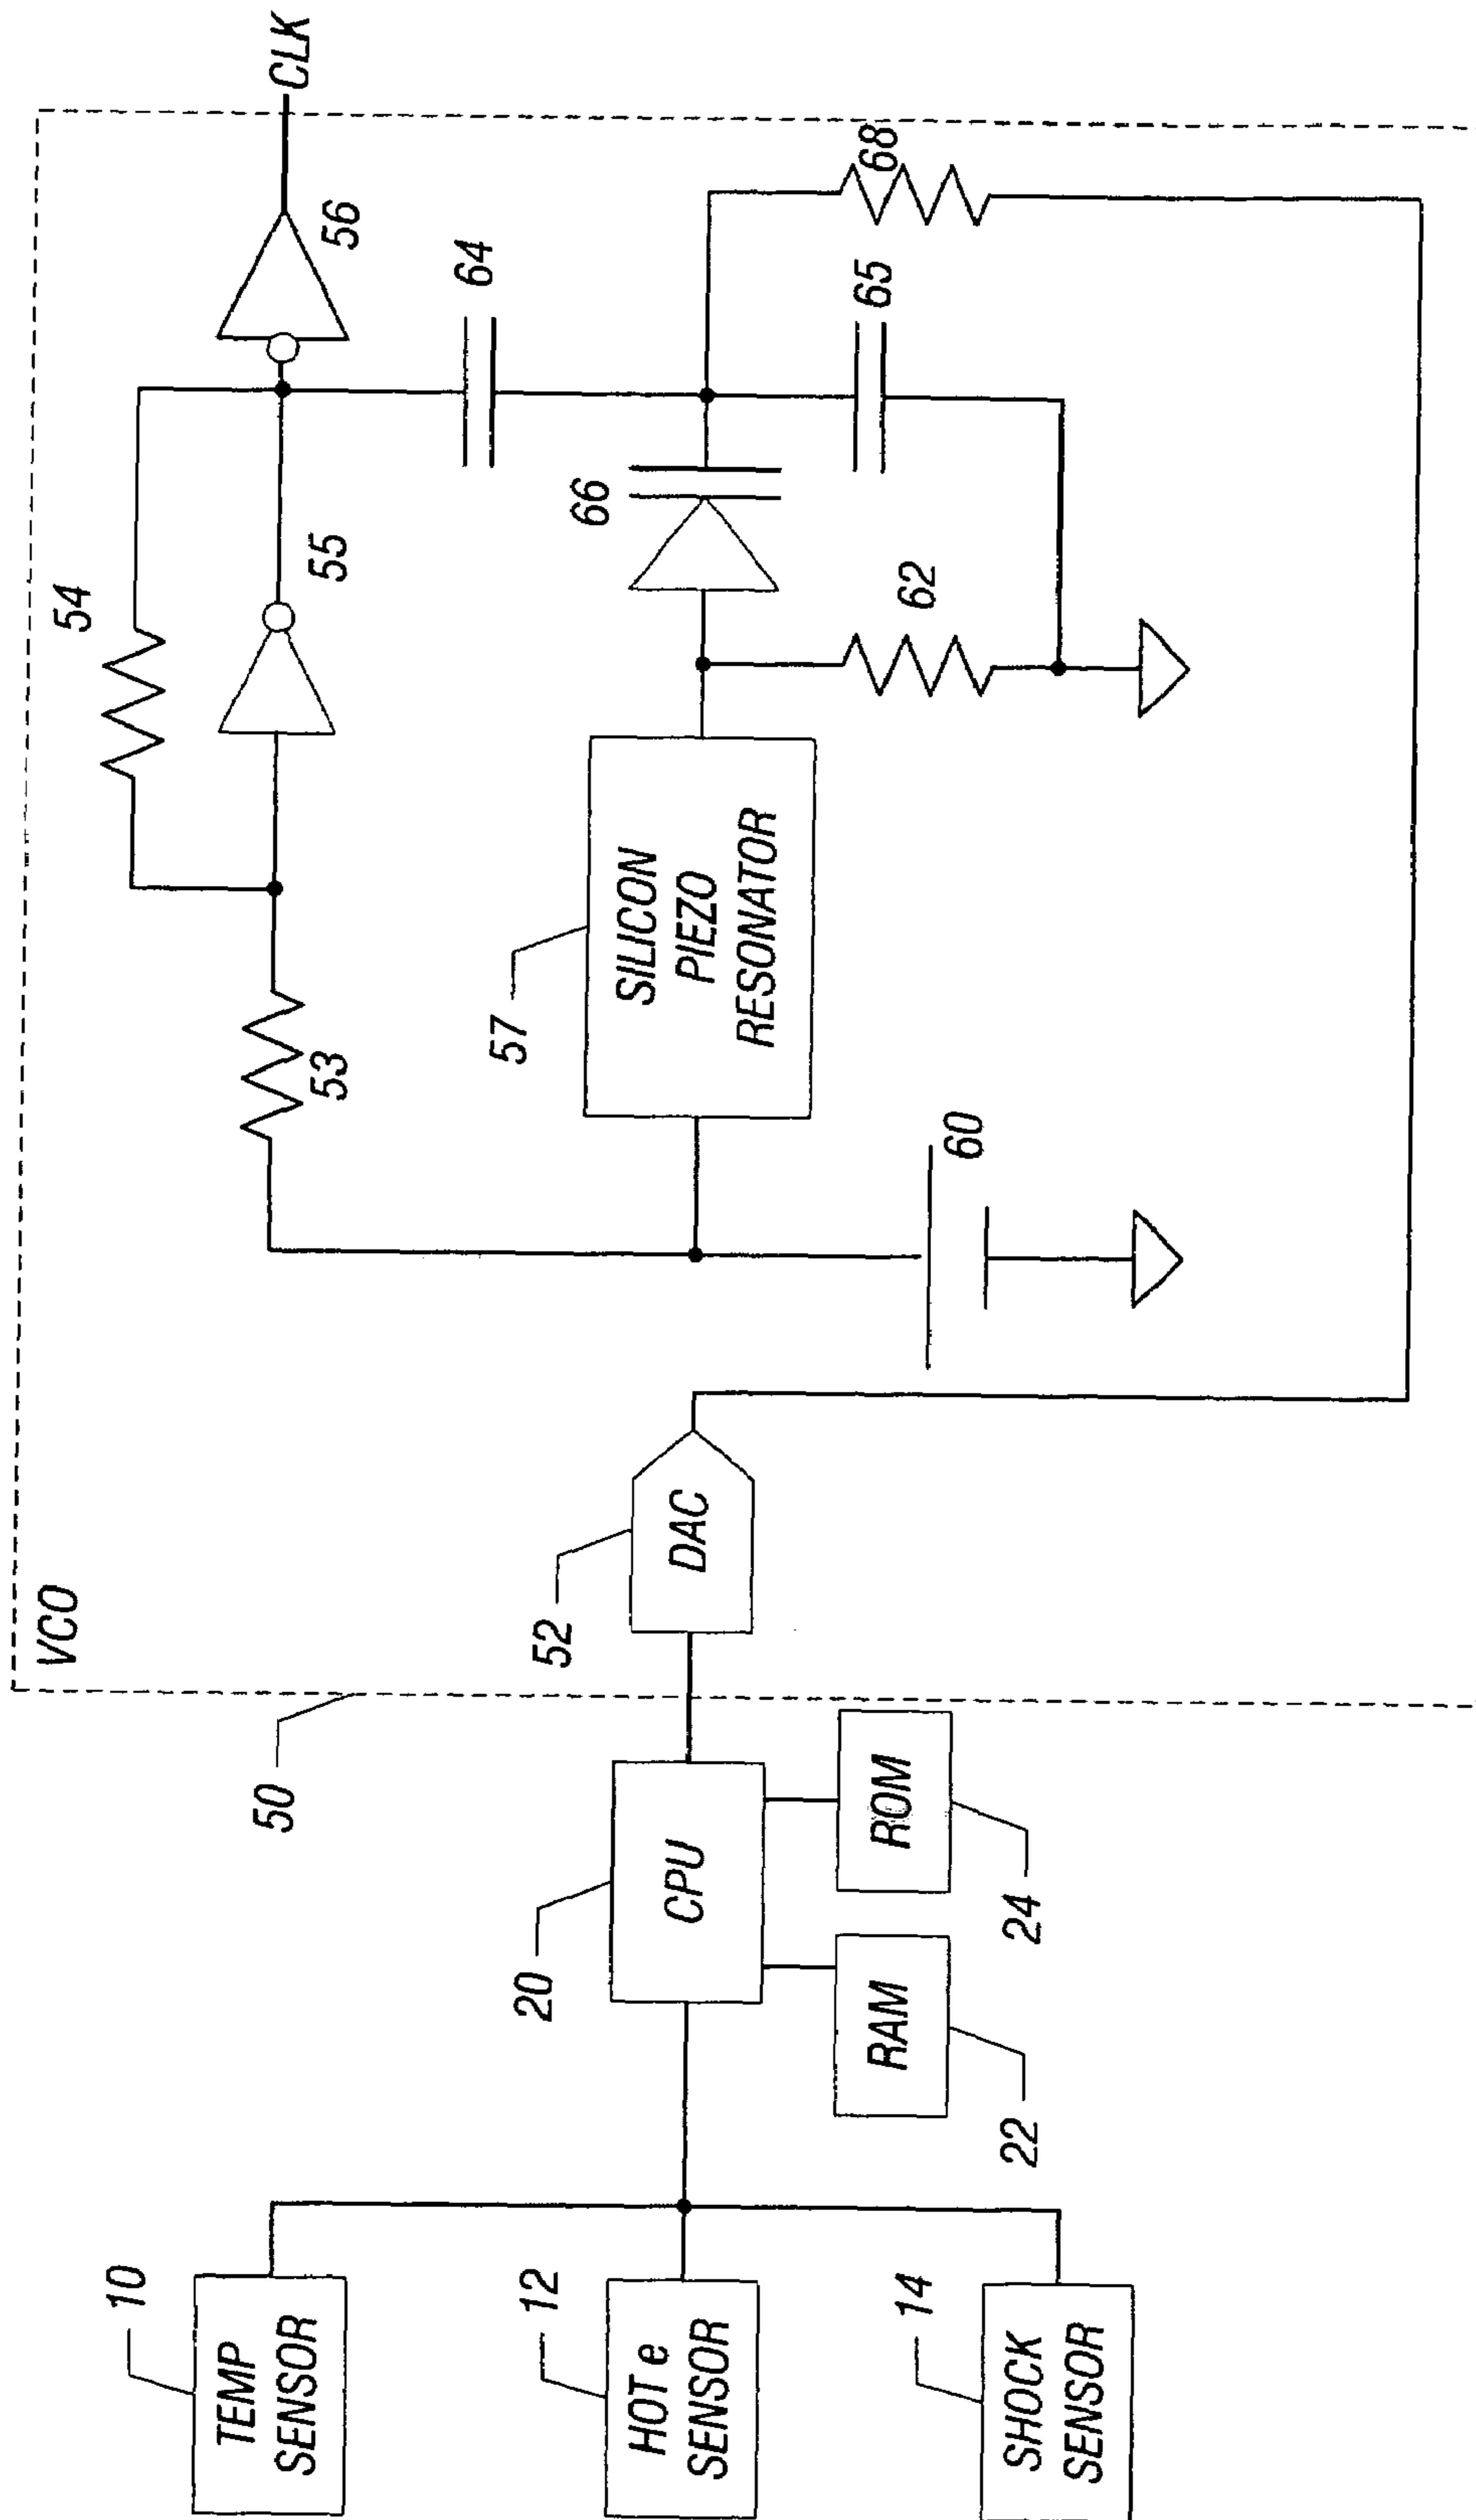 VCO
50
54
53
55
56
CLK
64
57
SILICON
PIEZO
RESONATOR
66
62
65
68
60
52
DAC
20
CPU
RAM
22
ROM
24
10
TEMP
SENSOR
12
HOT e
SENSOR
14
SHOCK
SENSOR